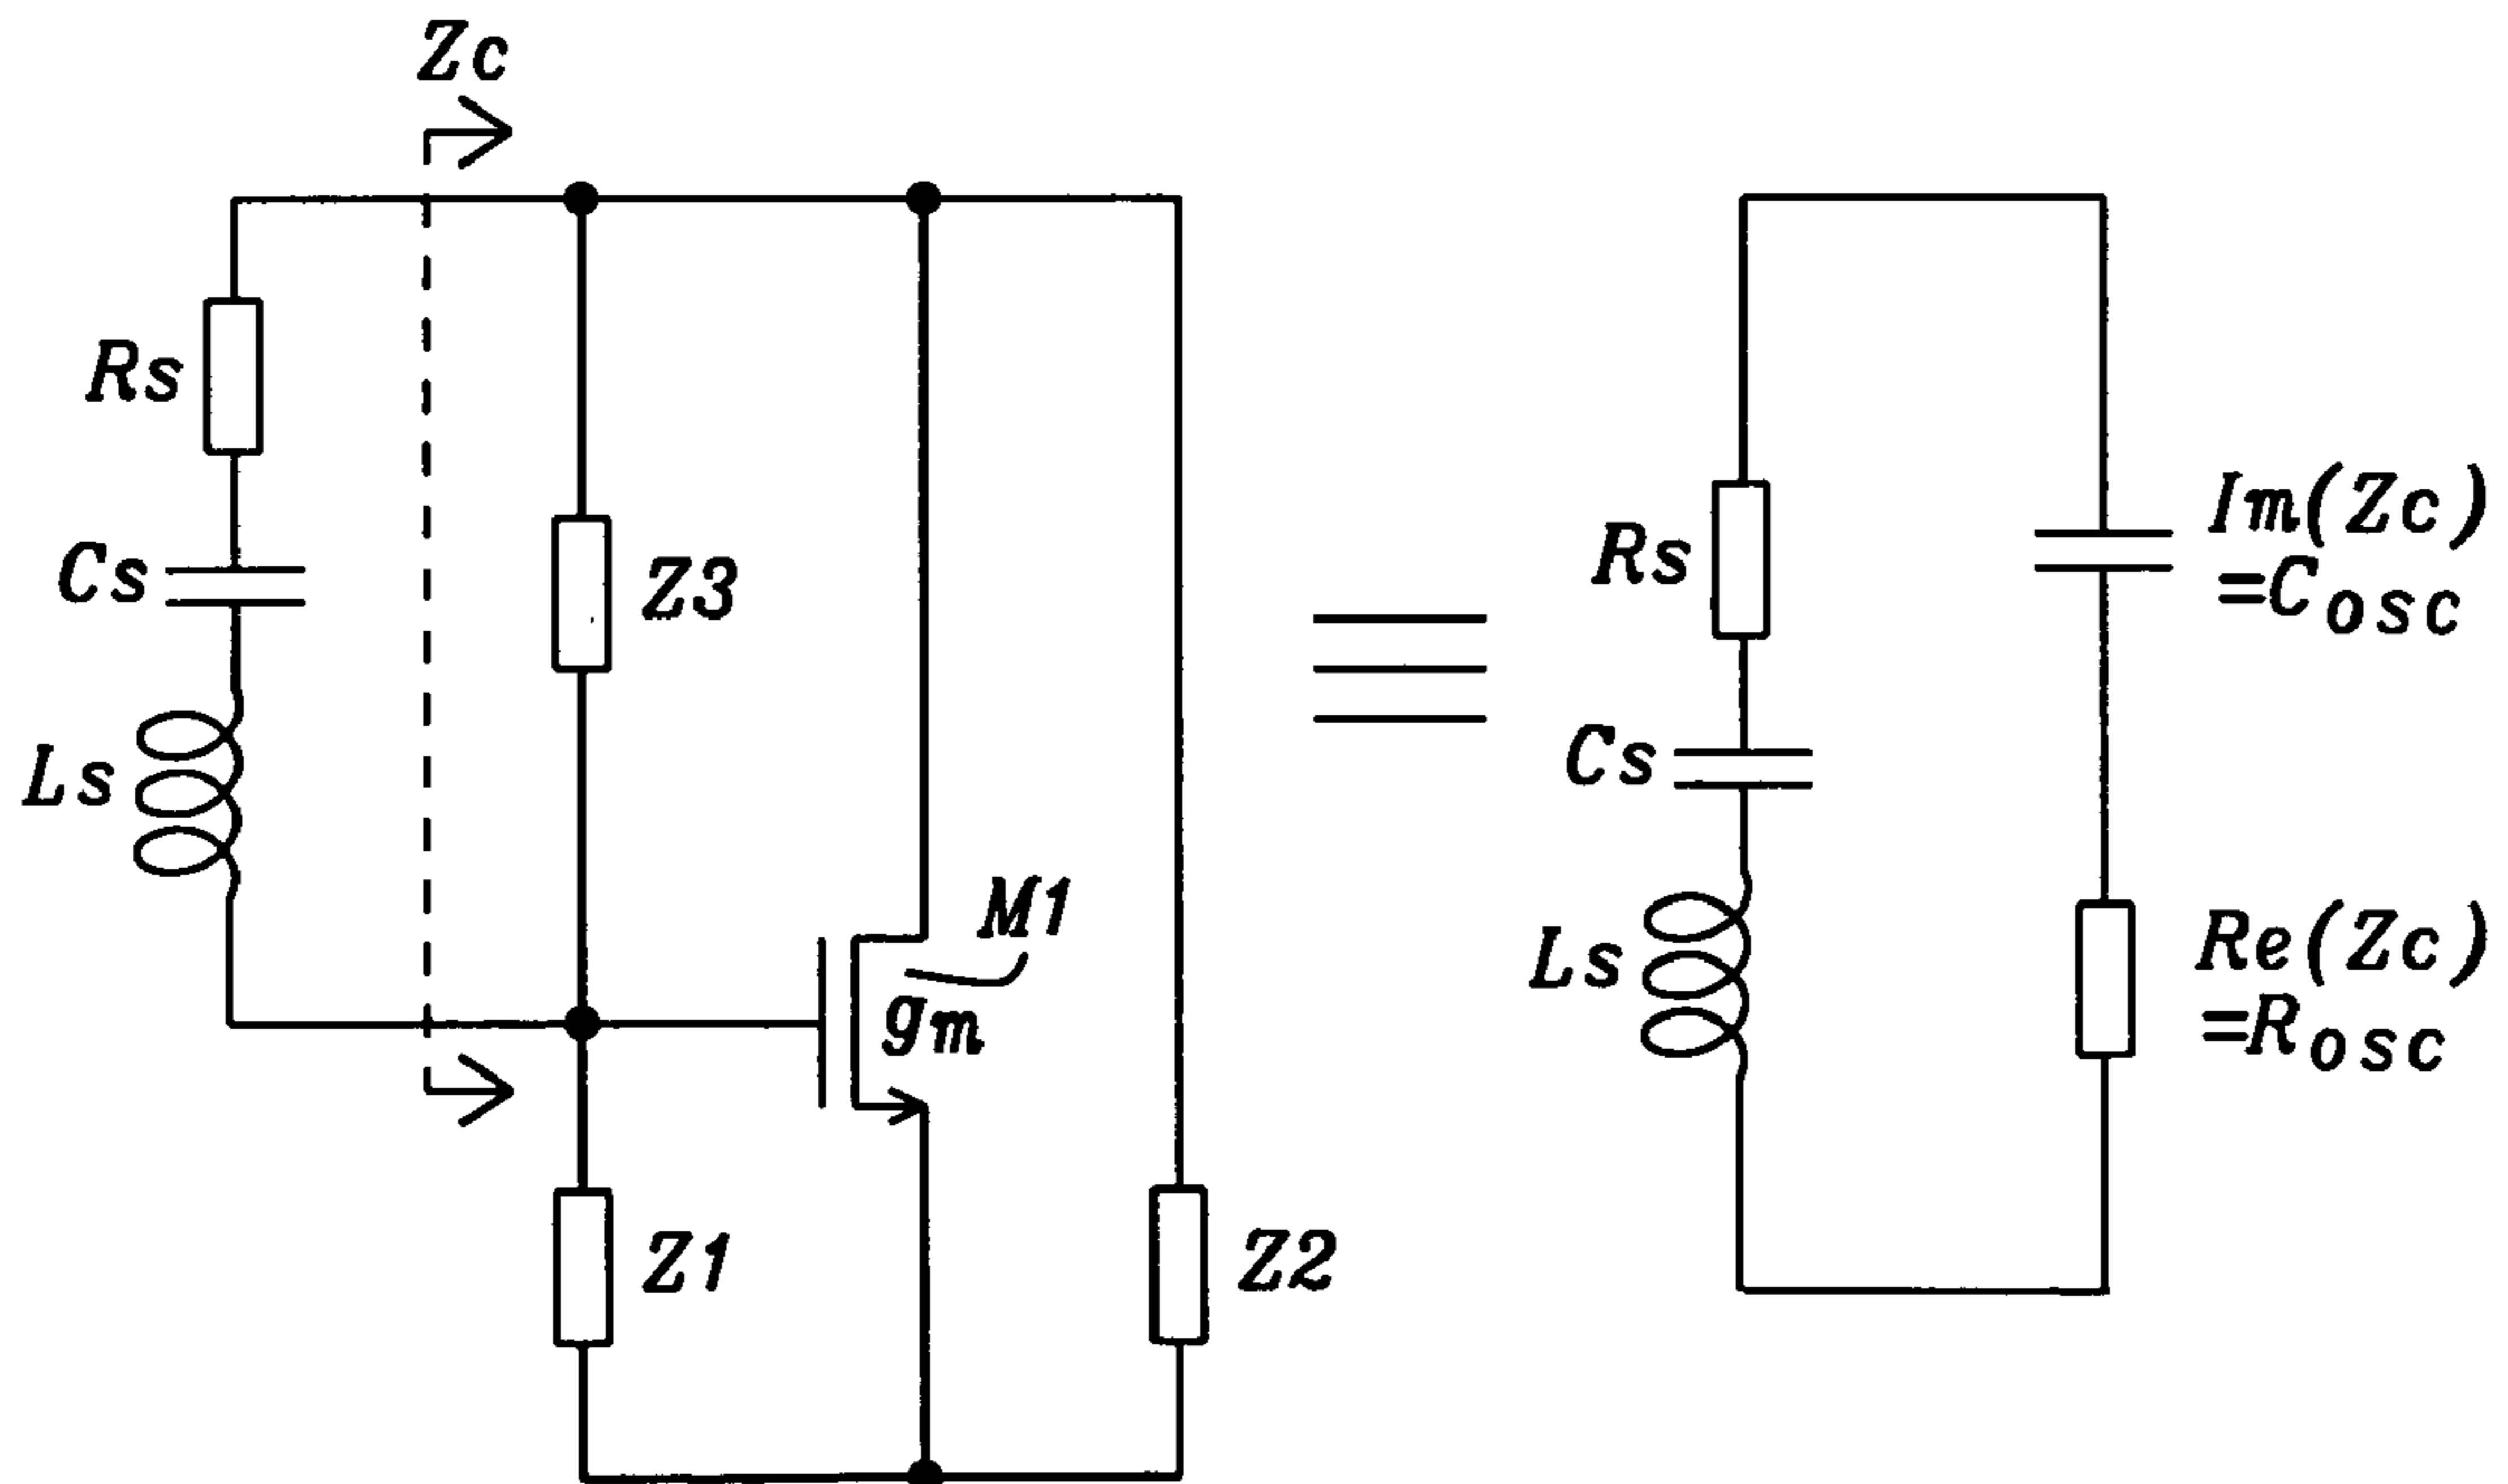 Zc
Rs
Cs
Ls
Z3
M1
gm
Z1
Z2
Rs
Cs
Ls
Im(Zc)
=Cosc
Re(Zc)
=Rosc